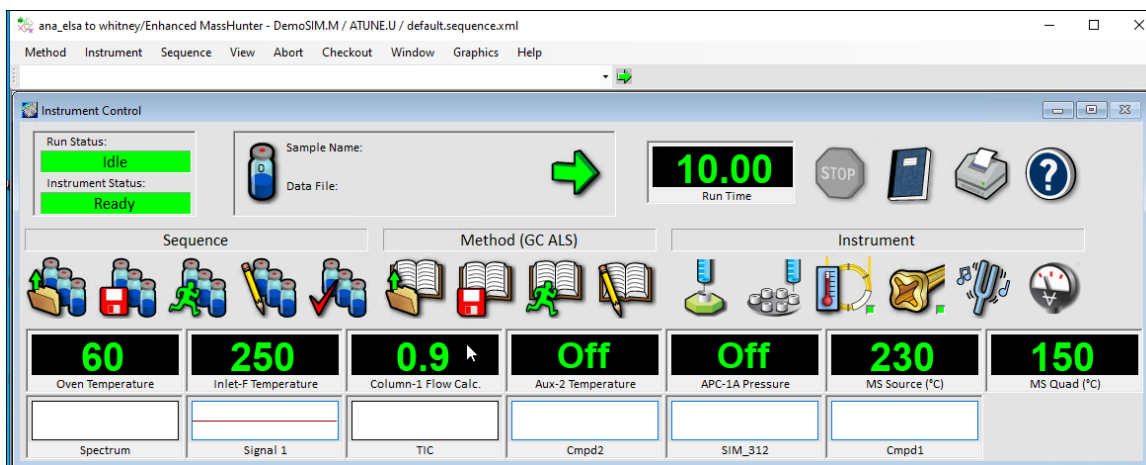 ana_elsa to whitney/Enhanced MassHunter - DemoSIM.M / ATUNE.U / default.sequence.xml
Method Instrument Sequence View Abort Checkout Window Graphics Help
Instrument Control
Run Status:
Idle
Instrument Status:
Ready
0
Sample Name:
Data File:
10.00
Run Time
STOP
?
Sequence Method (GC ALS) Instrument
60 250 0.9 Off Off 230 150
Oven Temperature Inlet-F Temperature Column-1 Flow Calc. Aux-2 Temperature APC-1A Pressure MS Source (°C) MS Quad (°C)
Spectrum Signal 1 TIC Cmpd2 SIM_312 Cmpd1